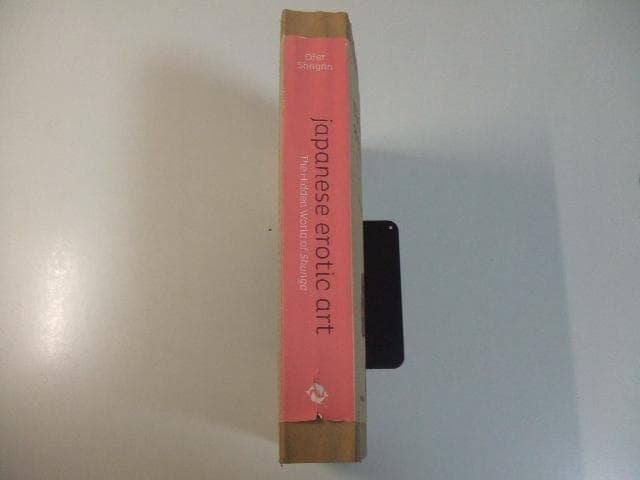 Ofer
Shagan
japanese erotic art
The Hidden World of Shunga